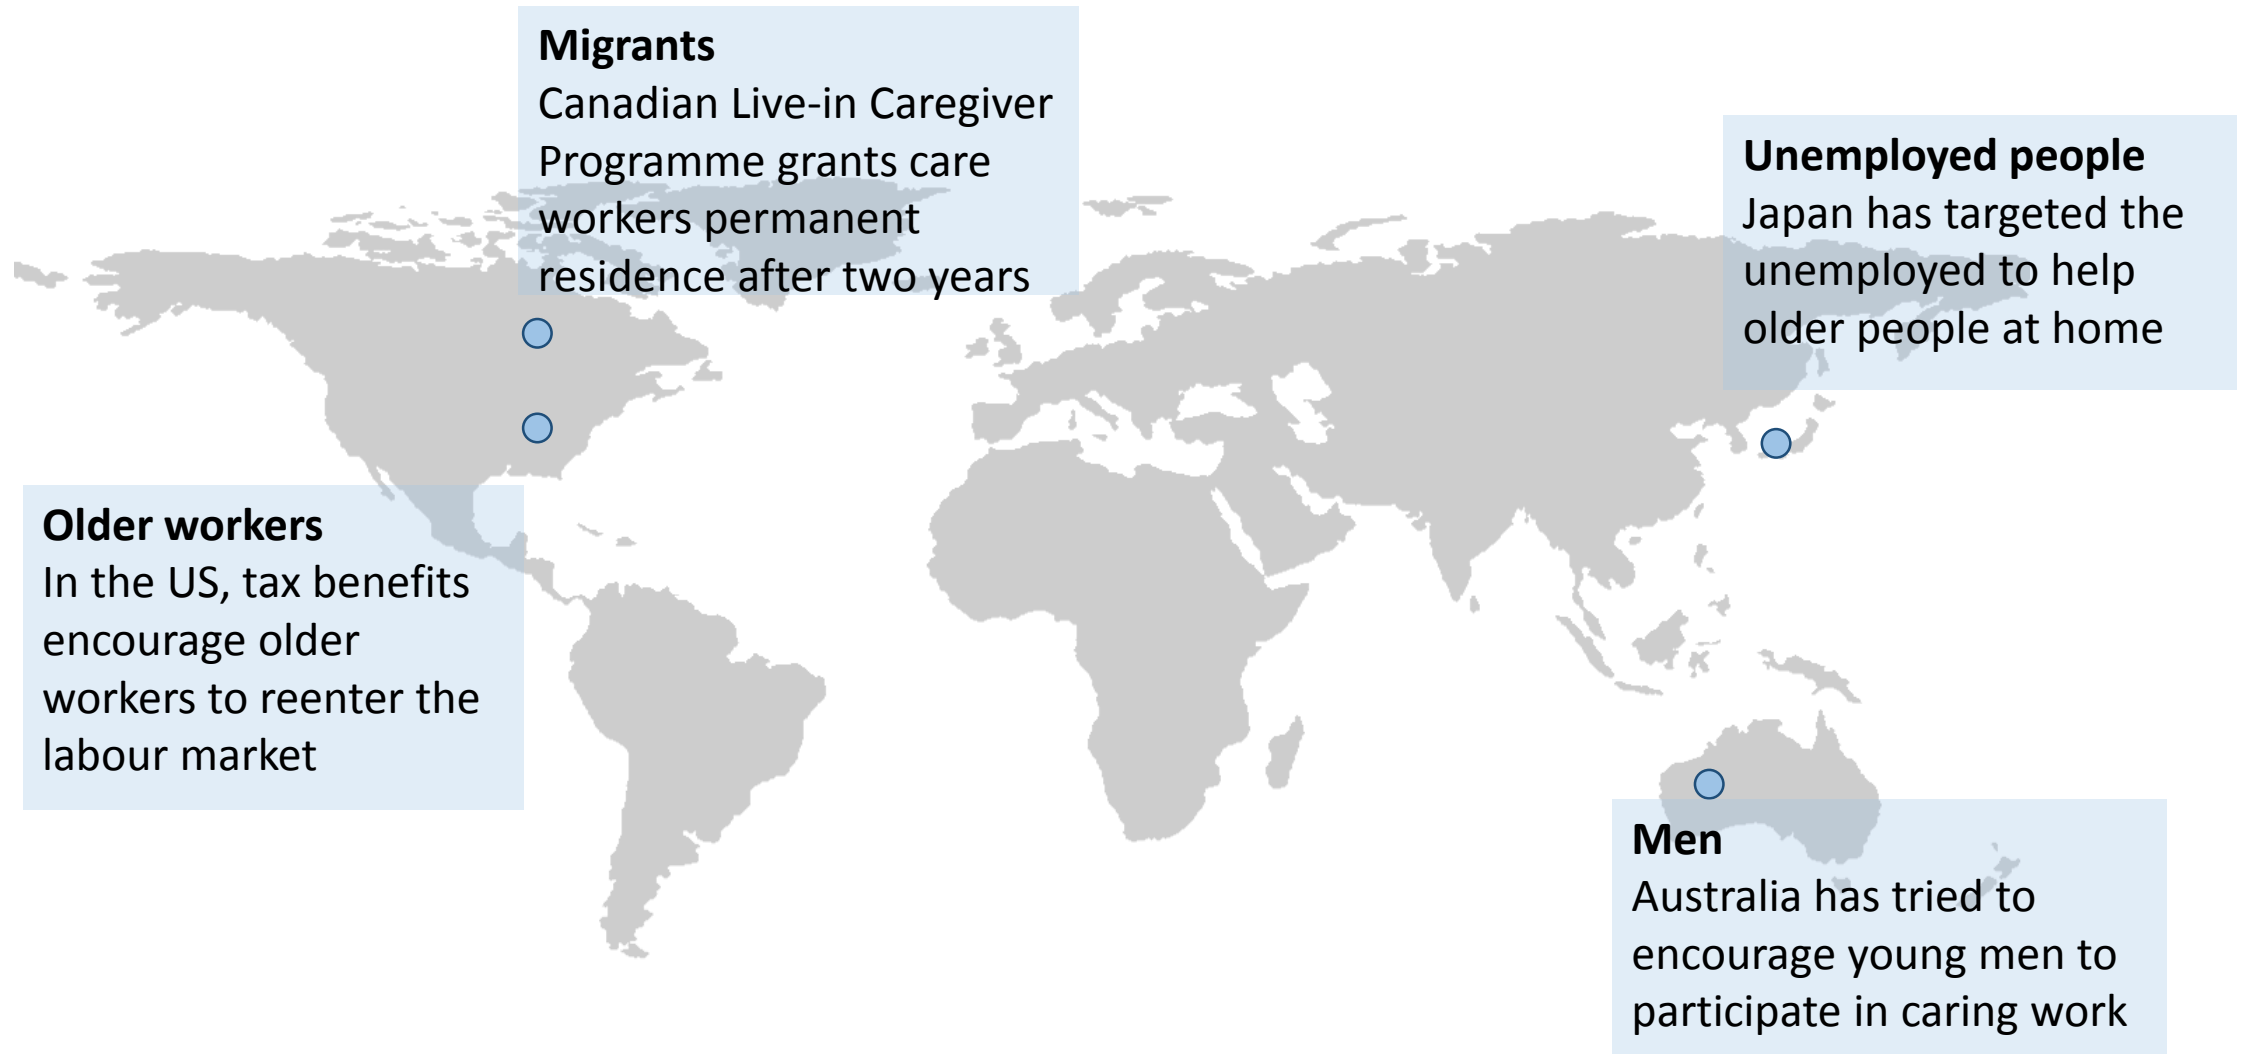 Migrants
Canadian Live-in Caregiver
Programme grants care
workers permanent
residence after two years
Unemployed people
Japan has targeted the
unemployed to help
older people at home
Older workers
In the US, tax benefits
encourage older
workers to reenter the
labour market
Men
Australia has tried to
encourage young men to
participate in caring work